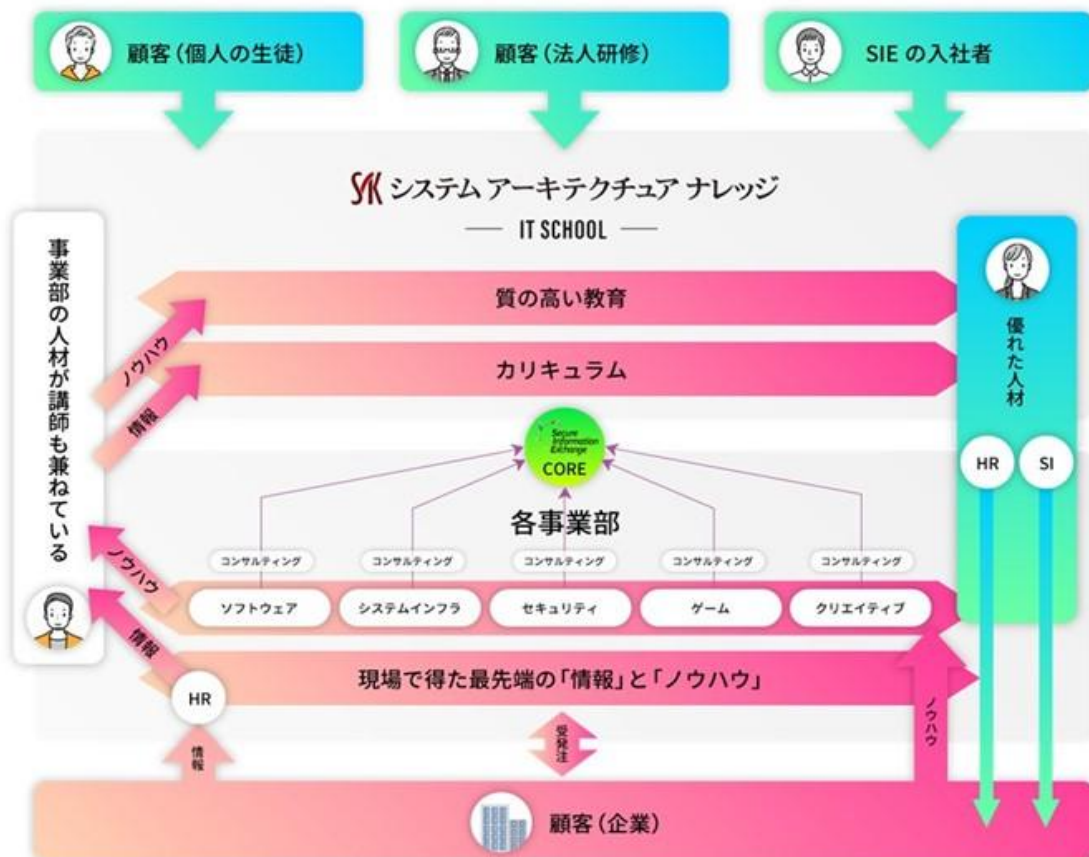 顧客（個人の生徒）
顧客（法人研修）
SIE の入社者
SK システム アーキテクチュア ナレッジ
IT SCHOOL
事業部の人材が講師も兼ねている
質の高い教育
ノウハウ
カリキュラム
情報
優れた人材
HR
SI
Secure
Information
Exchange
CORE
各事業部
コンサルティング
コンサルティング
コンサルティング
コンサルティング
コンサルティング
ソフトウェア
システムインフラ
セキュリティ
ゲーム
クリエイティブ
ノウハウ
情報
現場で得た最先端の「情報」と「ノウハウ」
HR
情報
受発注
ノウハウ
顧客（企業）